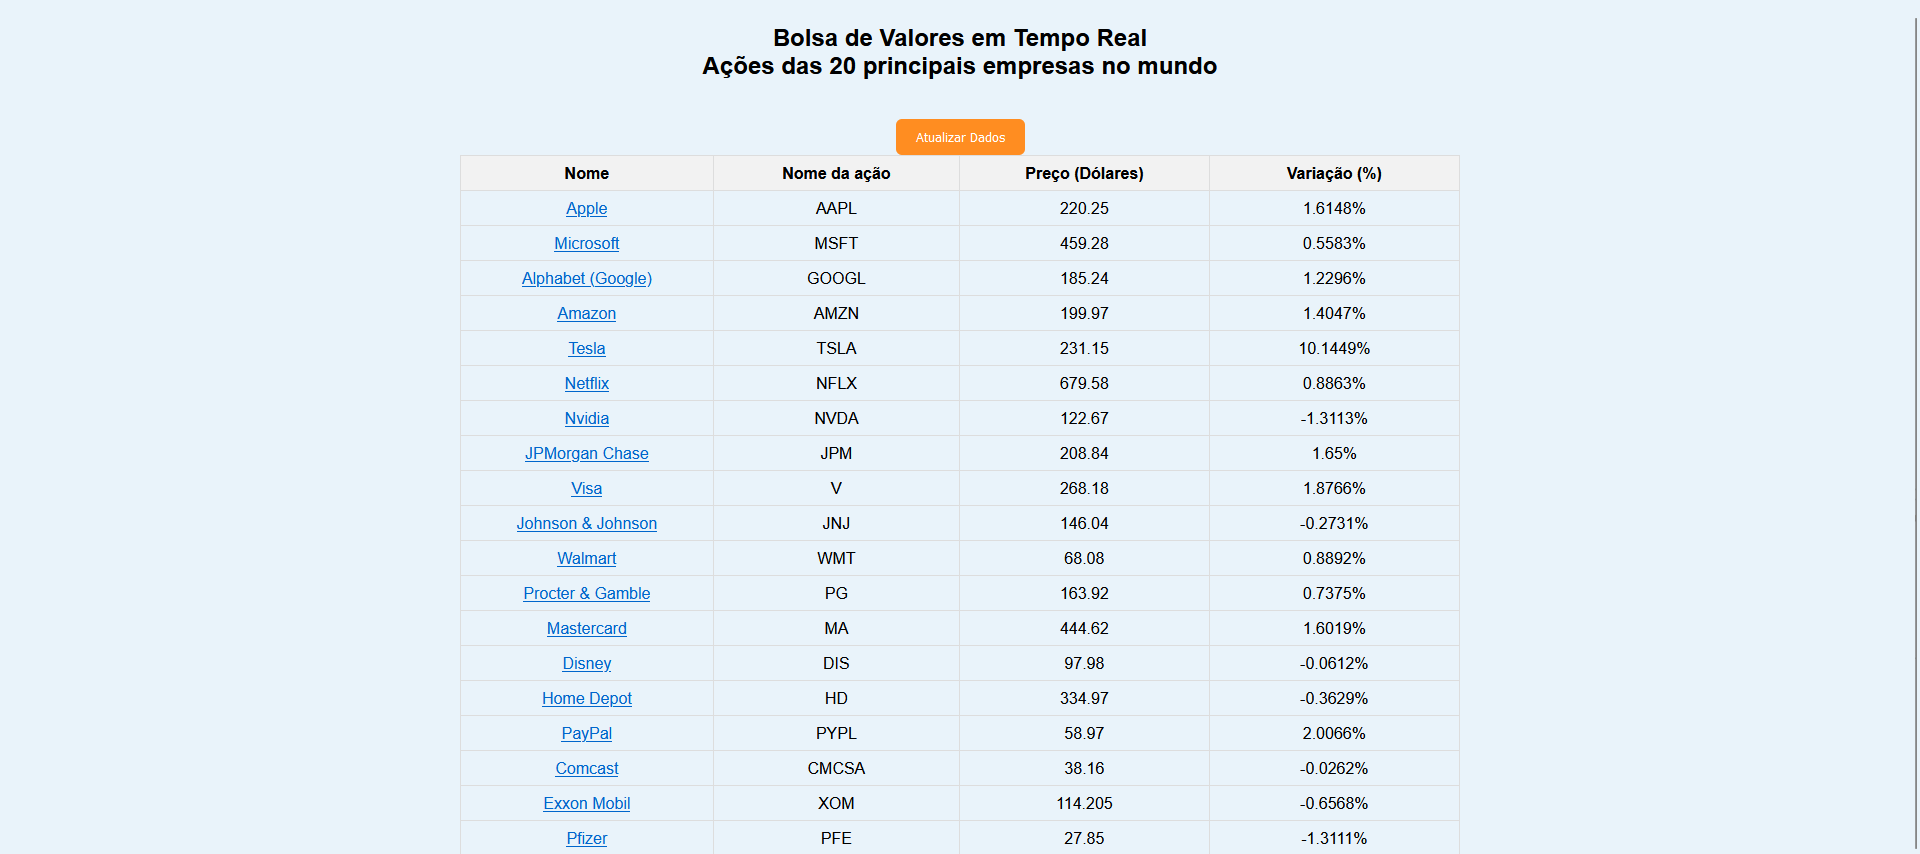 Bolsa de Valores em Tempo Real
Ações das 20 principais empresas no mundo
Atualizar Dados
Nome Nome da ação Preço (Dólares) Variação (%)
Apple AAPL 220.25 1.6148%
Microsoft MSFT 459.28 0.5583%
Alphabet (Google) GOOGL 185.24 1.2296%
Amazon AMZN 199.97 1.4047%
Tesla TSLA 231.15 10.1449%
Netflix NFLX 679.58 0.8863%
Nvidia NVDA 122.67 -1.3113%
JPMorgan Chase JPM 208.84 1.65%
Visa V 268.18 1.8766%
Johnson & Johnson JNJ 146.04 -0.2731%
Walmart WMT 68.08 0.8892%
Procter & Gamble PG 163.92 0.7375%
Mastercard MA 444.62 1.6019%
Disney DIS 97.98 -0.0612%
Home Depot HD 334.97 -0.3629%
PayPal PYPL 58.97 2.0066%
Comcast CMCSA 38.16 -0.0262%
Exxon Mobil XOM 114.205 -0.6568%
Pfizer PFE 27.85 -1.3111%